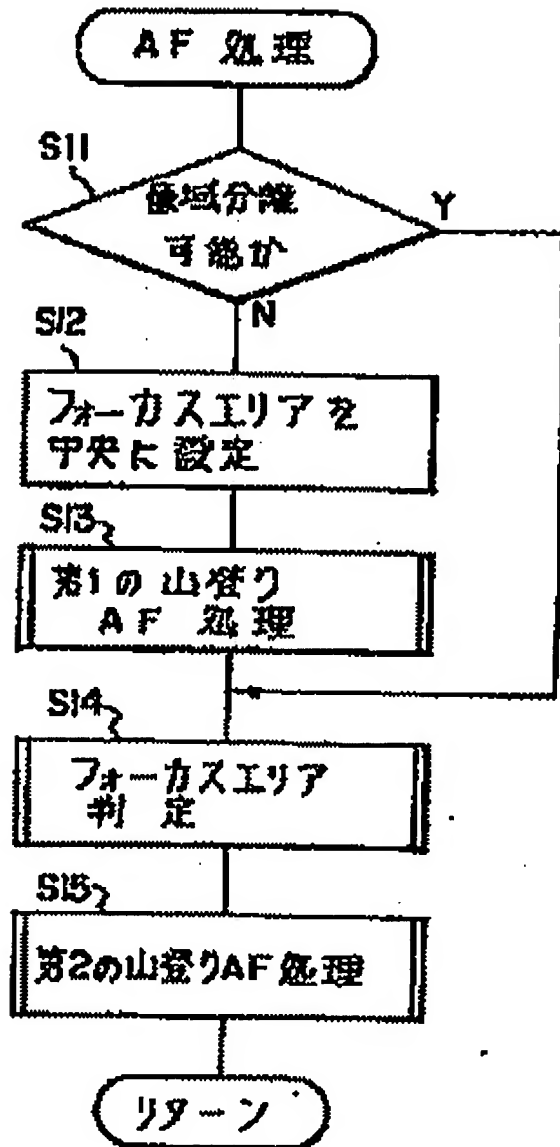 AF 処理
S11
領域分離
可能か
Y
N
S12
フォーカスエリアを
中央に設定
S13
第1の山登り
AF 処理
S14
フォーカスエリア
判定
S15
第2の山登りAF処理
リターン